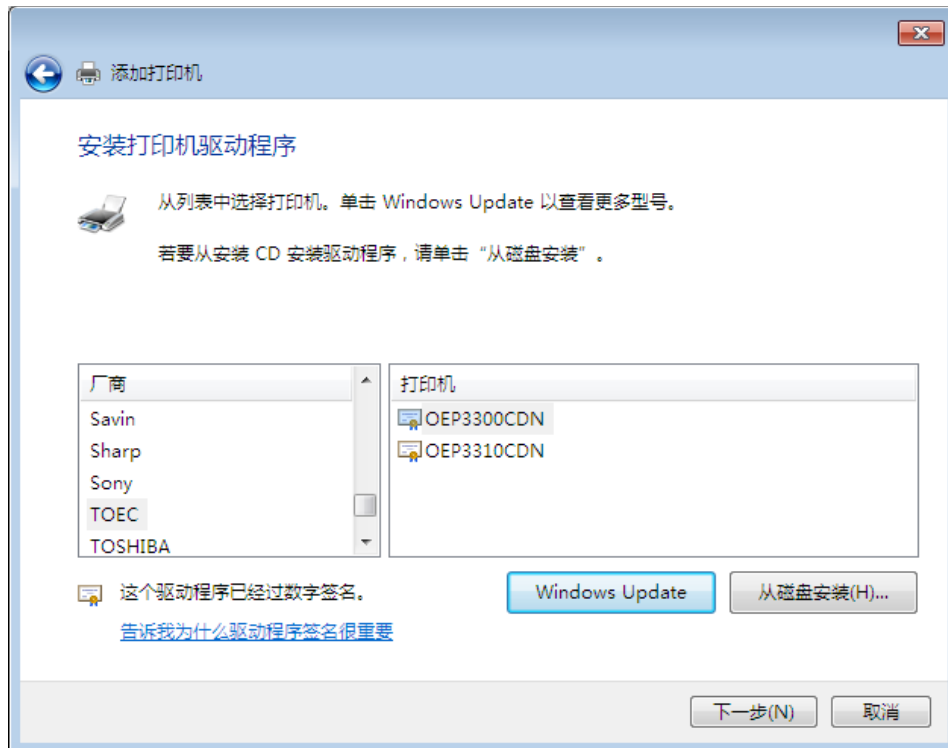 添加打印机
安装打印机驱动程序
从列表中选择打印机。单击 Windows Update 以查看更多型号。
若要从安装 CD 安装驱动程序，请单击“从磁盘安装”。
厂商
Savin
Sharp
Sony
TOEC
TOSHIBA
打印机
OEP3300CDN
OEP3310CDN
这个驱动程序已经过数字签名。
告诉我为什么驱动程序签名很重要
Windows Update
从磁盘安装(H)...
下一步(N)
取消